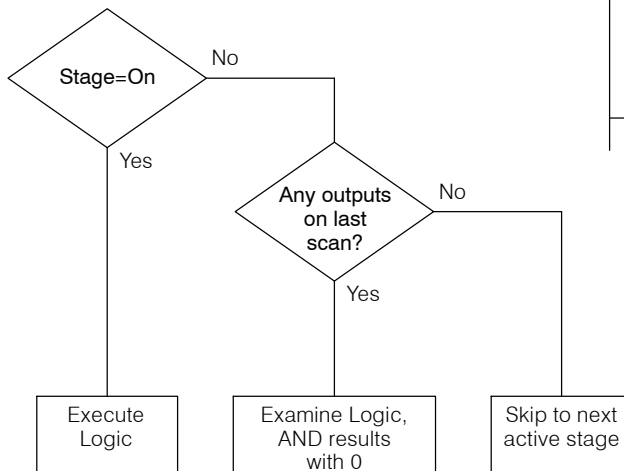 Stage=On
No
Yes
Any outputs
on last
scan?
No
Yes
Execute
Logic
Examine Logic,
AND results
with 0
Skip to next
active stage